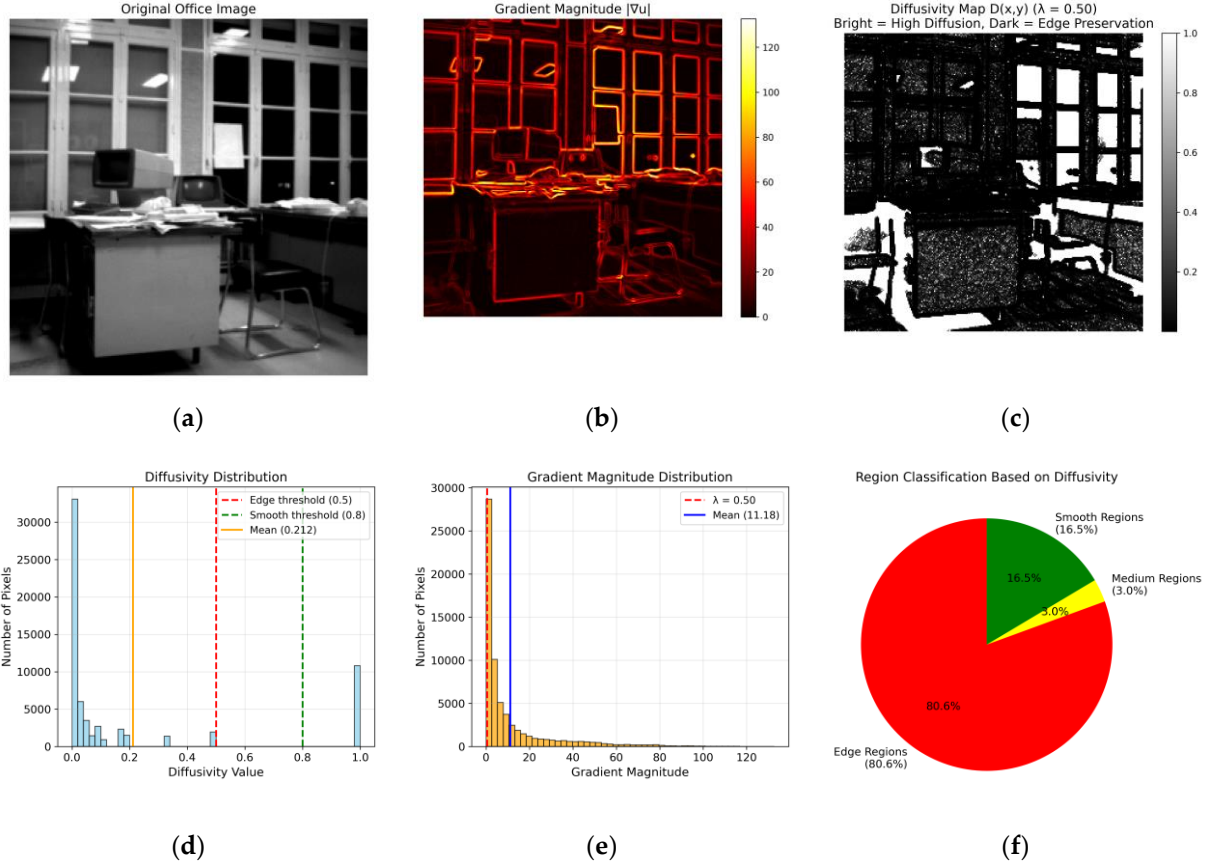 Original Office Image
Gradient Magnitude |∇u|
120
100
80
60
40
20
0
Diffusivity Map D(x,y) (λ = 0.50)
Bright = High Diffusion, Dark = Edge Preservation
1.0
0.8
0.6
0.4
0.2
(a)
(b)
(c)
Diffusivity Distribution
Number of Pixels
30000
25000
20000
15000
10000
5000
0
Edge threshold (0.5)
Smooth threshold (0.8)
Mean (0.212)
0.0 0.2 0.4 0.6 0.8 1.0
Diffusivity Value
Gradient Magnitude Distribution
Number of Pixels
30000
25000
20000
15000
10000
5000
0
λ = 0.50
Mean (11.18)
0 20 40 60 80 100 120
Gradient Magnitude
Region Classification Based on Diffusivity
Smooth Regions
(16.5%)
16.5%
Medium Regions
(3.0%)
3.0%
80.6%
Edge Regions
(80.6%)
(d)
(e)
(f)